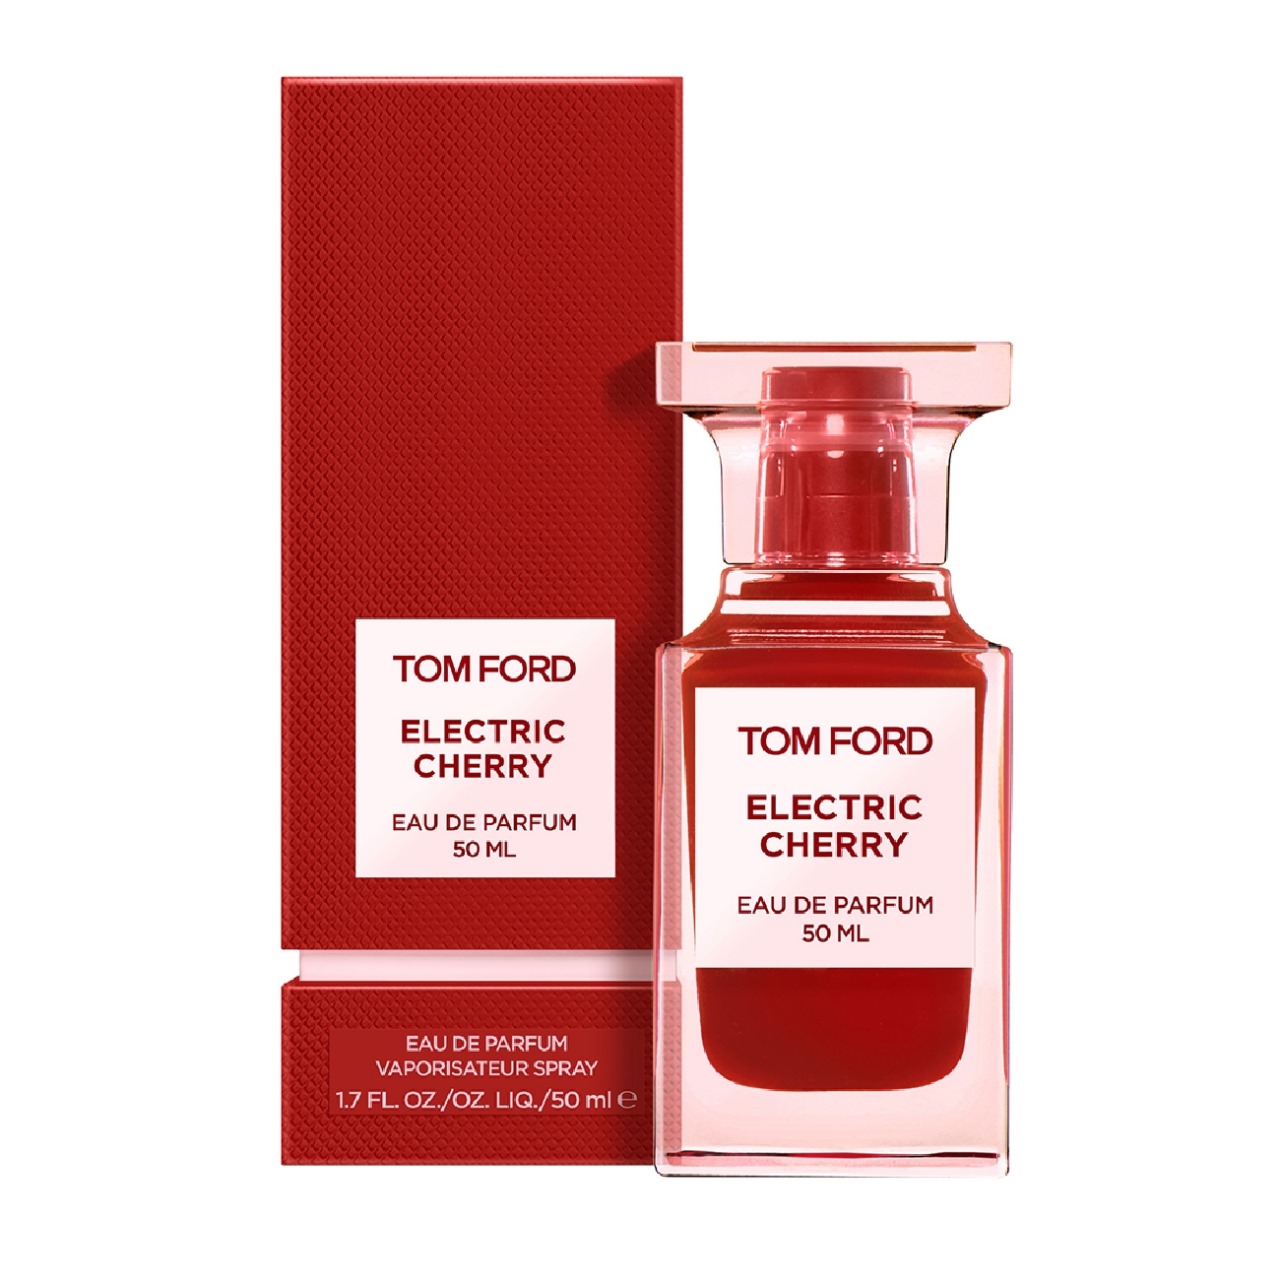 TOM FORD
ELECTRIC
CHERRY
EAU DE PARFUM
50 ML
EAU DE PARFUM
VAPORISATEUR SPRAY
1.7 FL. OZ./OZ. LIQ./50 ml ℮
TOM FORD
ELECTRIC
CHERRY
EAU DE PARFUM
50 ML